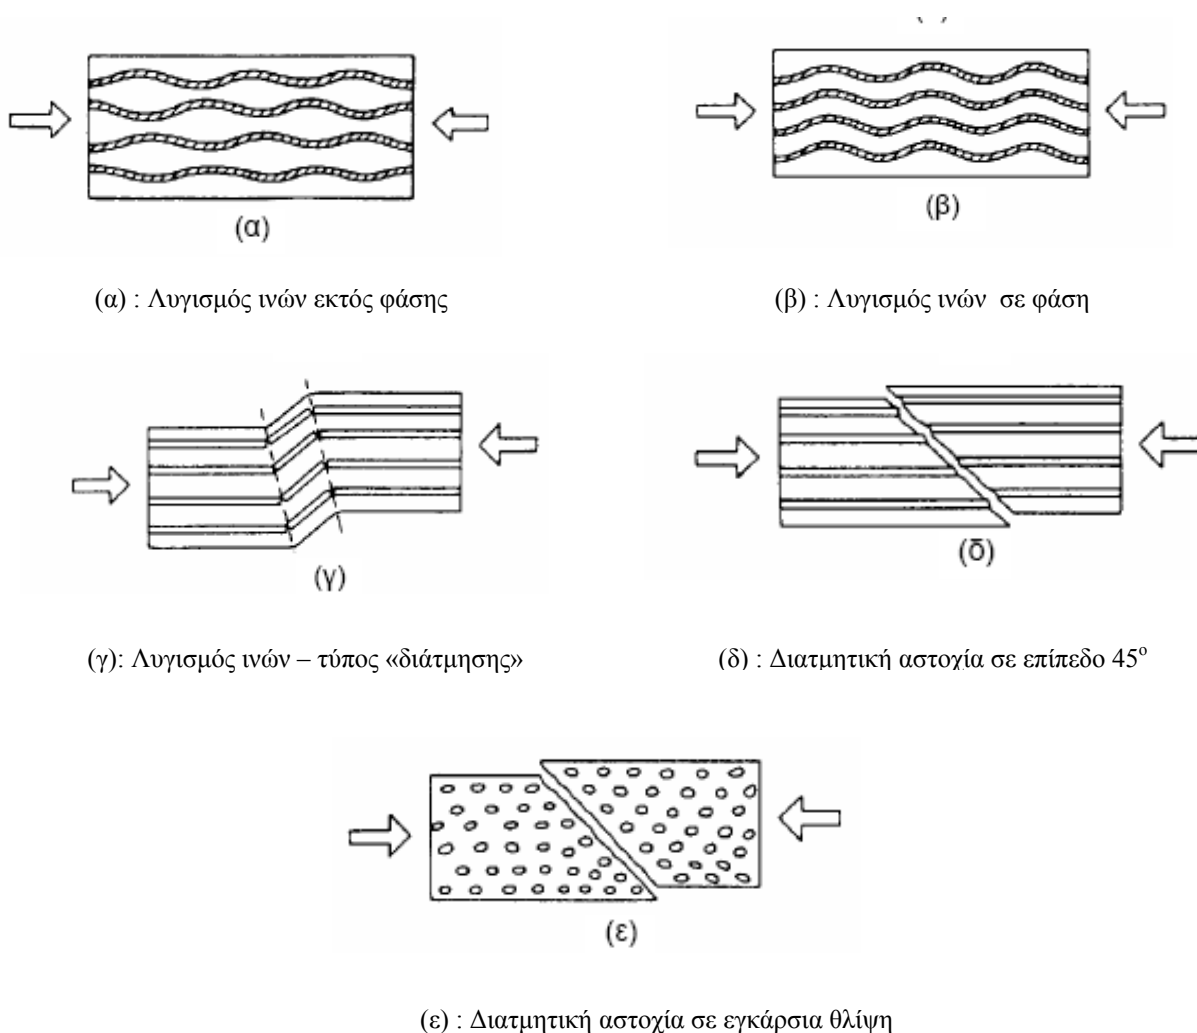 (α)
(β)
(α) : Λυγισμός ινών εκτός φάσης
(β) : Λυγισμός ινών σε φάση
(γ)
(δ)
(γ): Λυγισμός ινών – τύπος «διάτμησης»
(δ) : Διατμητική αστοχία σε επίπεδο 45º
(ε)
(ε) : Διατμητική αστοχία σε εγκάρσια θλίψη